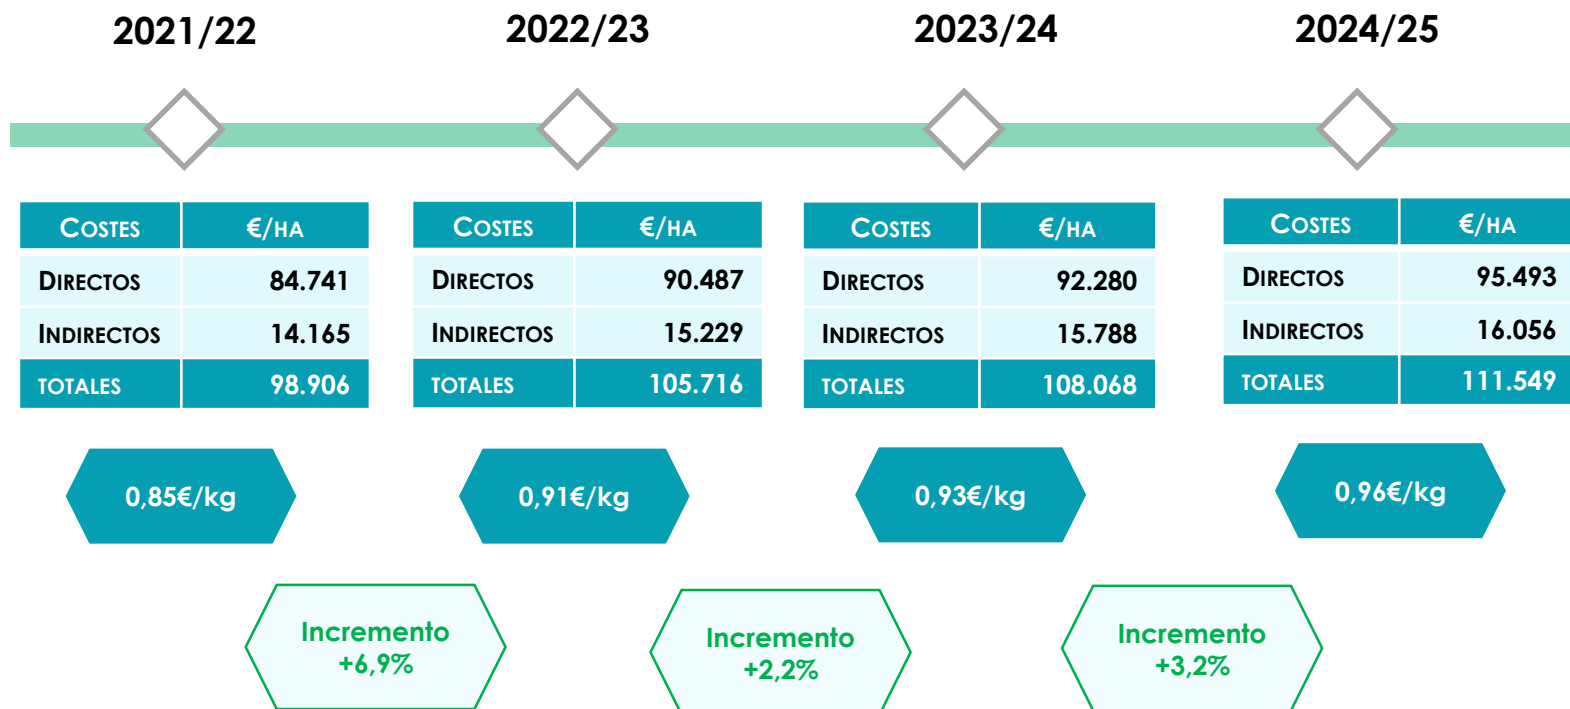 2021/22 2022/23 2023/24 2024/25
COSTES €/HA
DIRECTOS 84.741
INDIRECTOS 14.165
TOTALES 98.906
COSTES €/HA
DIRECTOS 90.487
INDIRECTOS 15.229
TOTALES 105.716
COSTES €/HA
DIRECTOS 92.280
INDIRECTOS 15.788
TOTALES 108.068
COSTES €/HA
DIRECTOS 95.493
INDIRECTOS 16.056
TOTALES 111.549
0,85€/kg
0,91€/kg
0,93€/kg
0,96€/kg
Incremento
+6,9%
Incremento
+2,2%
Incremento
+3,2%